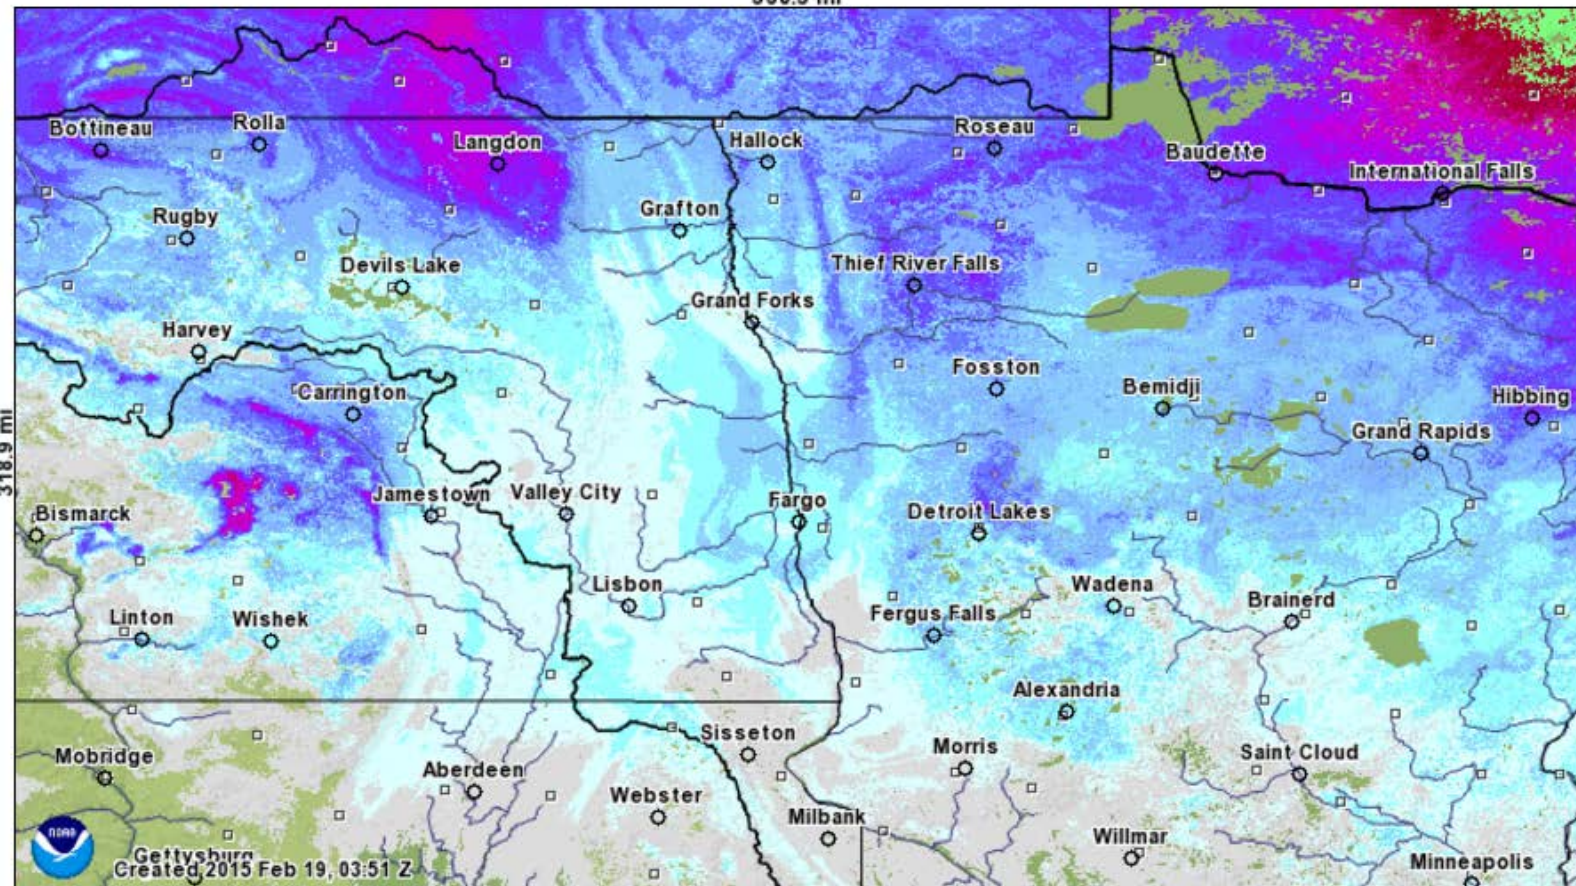 318.9 mi
Bottineau
Rolla
Langdon
Hallock
Roseau
Baudette
International Falls
Rugby
Grafton
Devils Lake
Thief River Falls
Grand Forks
Harvey
Carrington
Fosston
Bemidji
Hibbing
Grand Rapids
Jamestown
Valley City
Fargo
Detroit Lakes
Bismarck
Linton
Wishek
Lisbon
Fergus Falls
Wadena
Brainerd
Alexandria
Mobridge
Aberdeen
Sisseton
Morris
Saint Cloud
Webster
Milbank
Willmar
Minneapolis
NOAA
Gettysburg
Created 2015 Feb 19, 03:51 Z